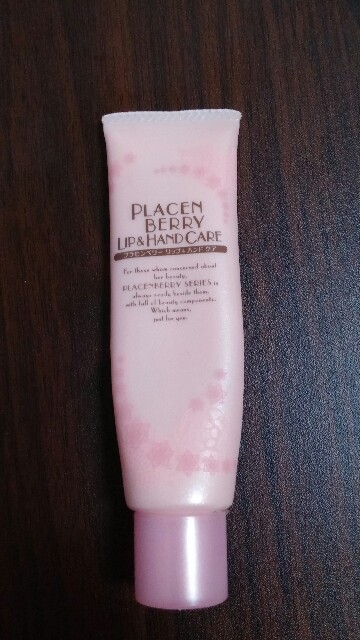 PLACEN
BERRY
LIP & HAND CARE
プラセンベリー リップ&ハンドケア
For those whom concerned about
her beauty.
PLACENBERRY SERIES is
always ready beside them,
with full of beauty components.
Which means,
just for you.